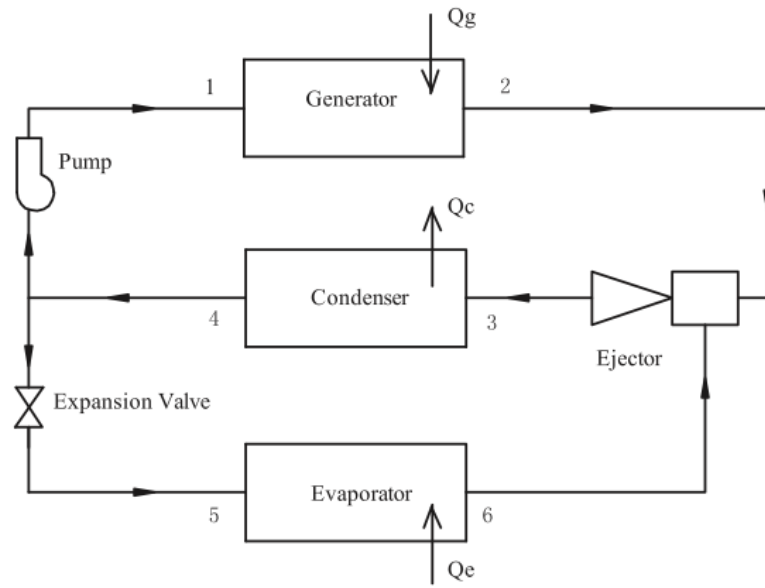 Qg
1
Generator
2
Pump
Qc
Condenser
4
3
Ejector
Expansion Valve
Evaporator
5
6
Qe